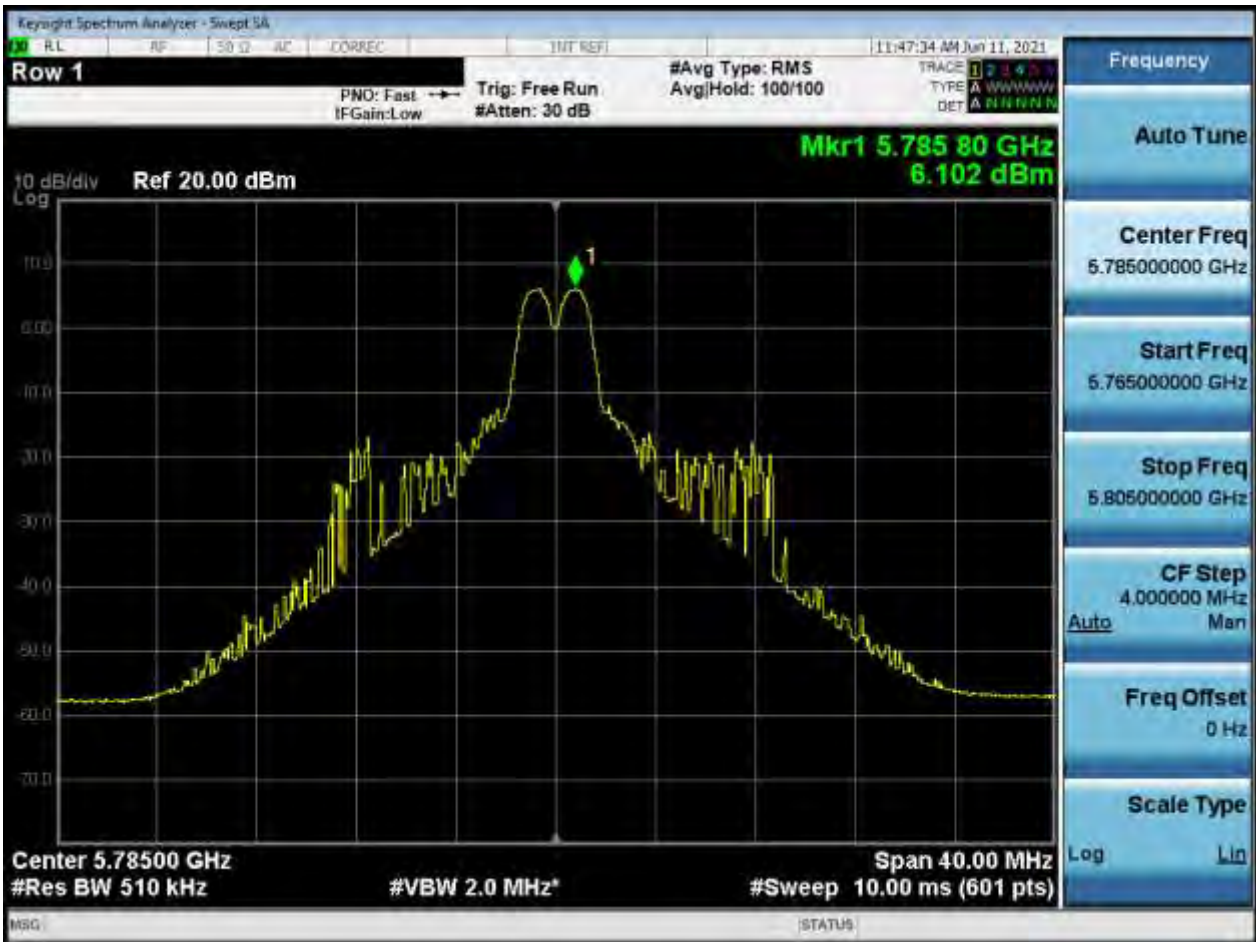 Keysight Spectrum Analyzer - Swept SA
RL RF 50 Ω AC CORREC INT REF 11:47:34 AM Jun 11, 2021
Row 1
PNO: Fast
IFGain:Low
Trig: Free Run
#Atten: 30 dB
#Avg Type: RMS
Avg|Hold: 100/100
TRACE 1 2 3 4 5 6
TYPE A WWWWW
DET A N N N N N
Mkr1 5.785 80 GHz
6.102 dBm
10 dB/div Ref 20.00 dBm
Log
10.0
0.00
-10.0
-20.0
-30.0
-40.0
-50.0
-60.0
-70.0
1
Center 5.78500 GHz
Span 40.00 MHz
#Res BW 510 kHz
#VBW 2.0 MHz*
#Sweep 10.00 ms (601 pts)
MSG
STATUS
Frequency
Auto Tune
Center Freq
5.785000000 GHz
Start Freq
5.765000000 GHz
Stop Freq
5.805000000 GHz
CF Step
4.000000 MHz
Auto Man
Freq Offset
0 Hz
Scale Type
Log Lin